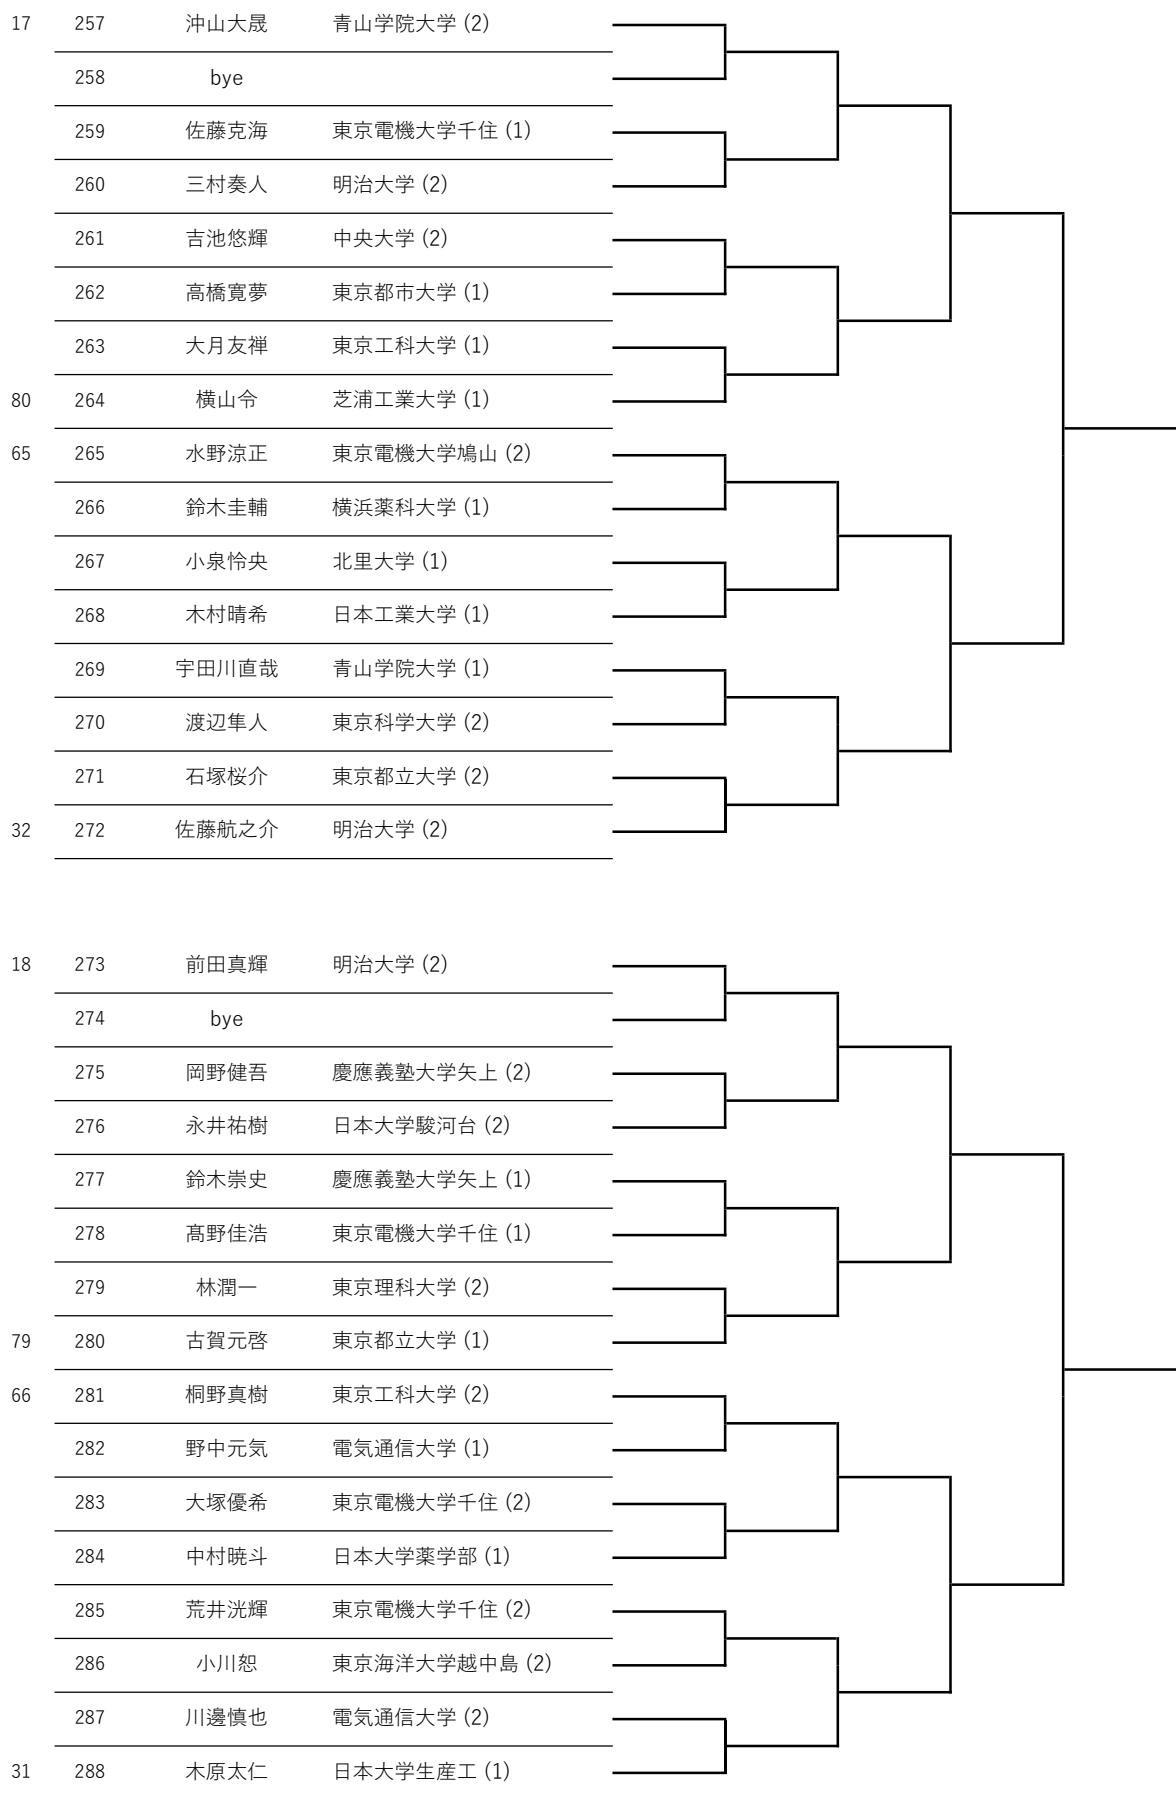 17 257 沖山大晟 青山学院大学 (2)
258 bye
259 佐藤克海 東京電機大学千住 (1)
260 三村奏人 明治大学 (2)
261 吉池悠輝 中央大学 (2)
262 高橋寛夢 東京都市大学 (1)
263 大月友禅 東京工科大学 (1)
80 264 横山令 芝浦工業大学 (1)
65 265 水野涼正 東京電機大学鳩山 (2)
266 鈴木圭輔 横浜薬科大学 (1)
267 小泉怜央 北里大学 (1)
268 木村晴希 日本工業大学 (1)
269 宇田川直哉 青山学院大学 (1)
270 渡辺隼人 東京科学大学 (2)
271 石塚桜介 東京都立大学 (2)
32 272 佐藤航之介 明治大学 (2)
18 273 前田真輝 明治大学 (2)
274 bye
275 岡野健吾 慶應義塾大学矢上 (2)
276 永井祐樹 日本大学駿河台 (2)
277 鈴木崇史 慶應義塾大学矢上 (1)
278 髙野佳浩 東京電機大学千住 (1)
279 林潤一 東京理科大学 (2)
79 280 古賀元啓 東京都立大学 (1)
66 281 桐野真樹 東京工科大学 (2)
282 野中元気 電気通信大学 (1)
283 大塚優希 東京電機大学千住 (2)
284 中村暁斗 日本大学薬学部 (1)
285 荒井洸輝 東京電機大学千住 (2)
286 小川恕 東京海洋大学越中島 (2)
287 川邊慎也 電気通信大学 (2)
31 288 木原太仁 日本大学生産工 (1)